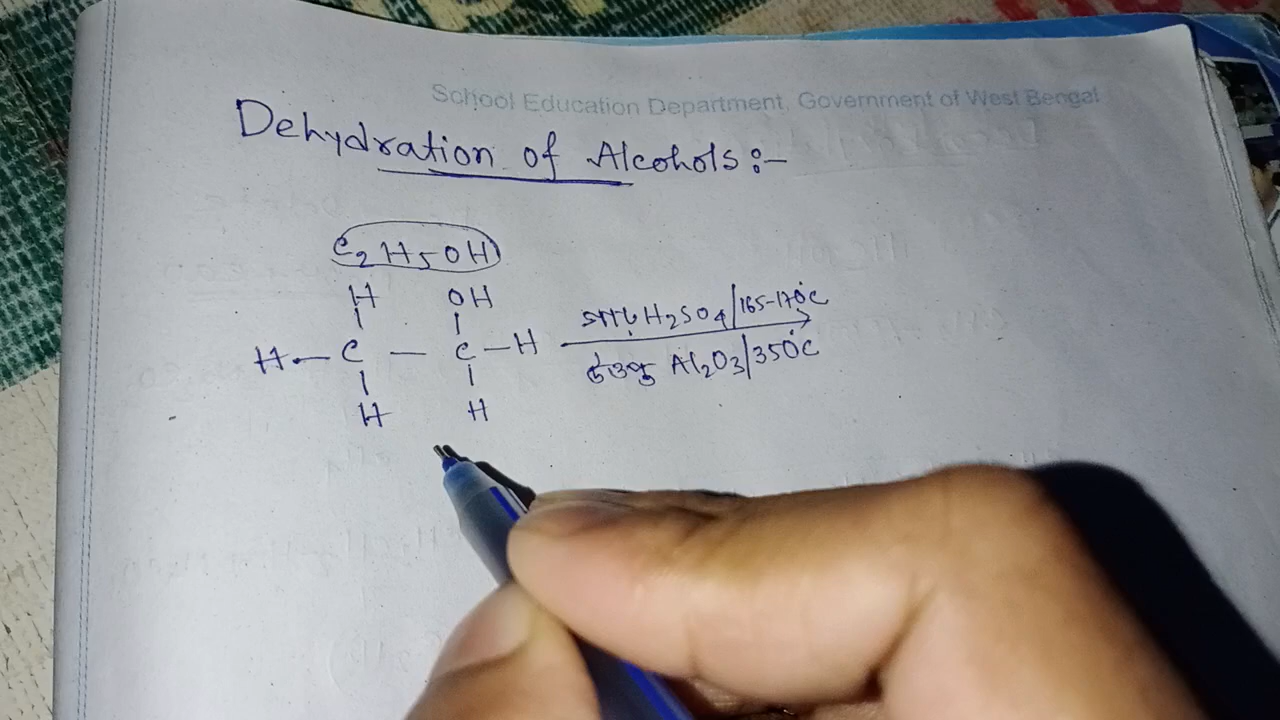 School Education Department, Government of West Bengal
Dehydration of Alcohols :-
C2H5OH
H OH
H - C - C - H
H H
গাঢ় H2SO4/165-170°C
উত্তপ্ত Al2O3/350°C